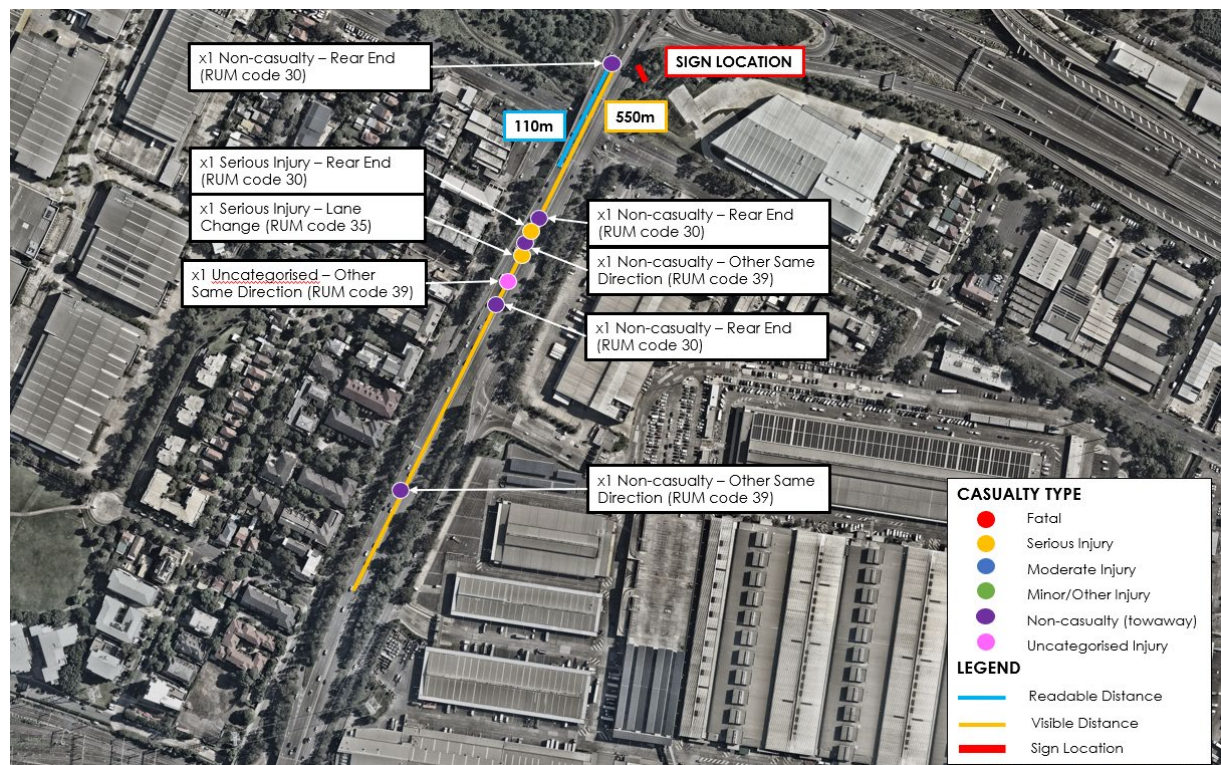 x1 Non-casualty – Rear End
(RUM code 30)
SIGN LOCATION
110m
550m
x1 Serious Injury – Rear End
(RUM code 30)
x1 Serious Injury – Lane
Change (RUM code 35)
x1 Non-casualty – Rear End
(RUM code 30)
x1 Non-casualty – Other Same
Direction (RUM code 39)
x1 Uncategorised – Other
Same Direction (RUM code 39)
x1 Non-casualty – Rear End
(RUM code 30)
x1 Non-casualty – Other Same
Direction (RUM code 39)
CASUALTY TYPE
Fatal
Serious Injury
Moderate Injury
Minor/Other Injury
Non-casualty (towaway)
Uncategorised Injury
LEGEND
Readable Distance
Visible Distance
Sign Location